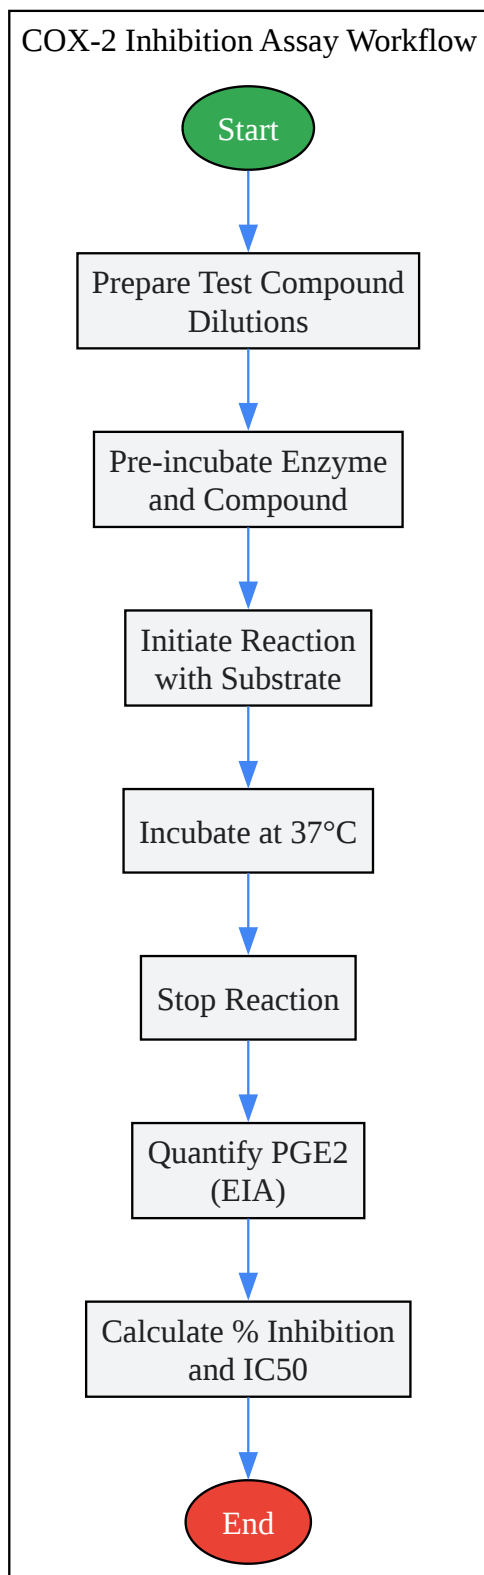 COX-2 Inhibition Assay Workflow
Start
Prepare Test Compound
Dilutions
Pre-incubate Enzyme
and Compound
Initiate Reaction
with Substrate
Incubate at 37°C
Stop Reaction
Quantify PGE2
(EIA)
Calculate % Inhibition
and IC50
End